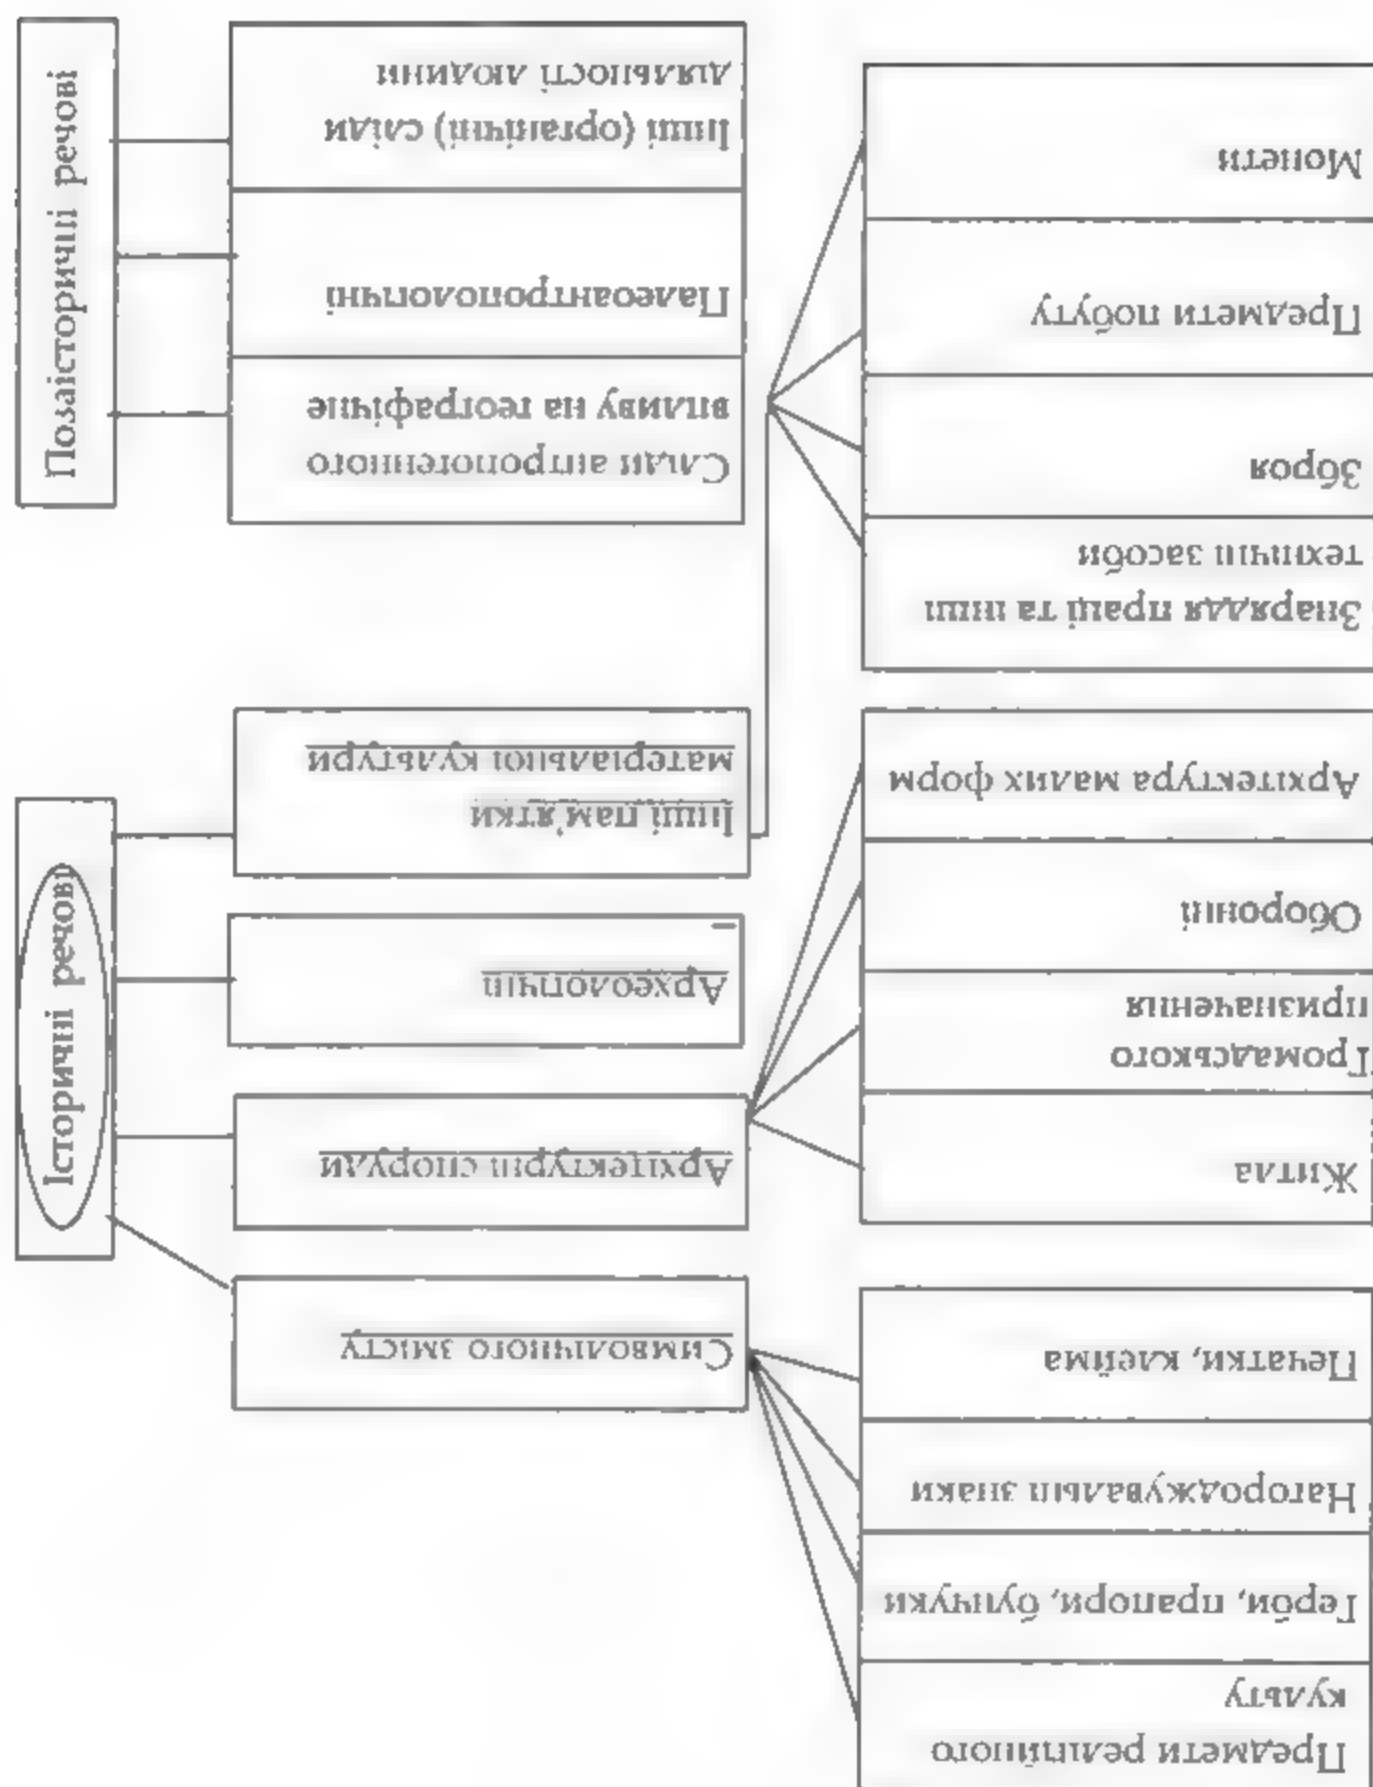 Історичні речові
Символічного змісту
Архітектурні споруди
Археологічні
Інші пам'ятки
матеріальної культури
Позаісторичні речові
Сліди антропогенного
впливу на географічне
Палеоантропологічні
Інші (органічні) сліди
діяльності людини
Предмети релігійного
культу
Герби, прапори, бунчуки
Нагороджувальні знаки
Печатки, клейма
Житла
Громадського
призначення
Оборонні
Архітектура малих форм
Знаряддя праці та інші
технічні засоби
Зброя
Предмети побуту
Монети